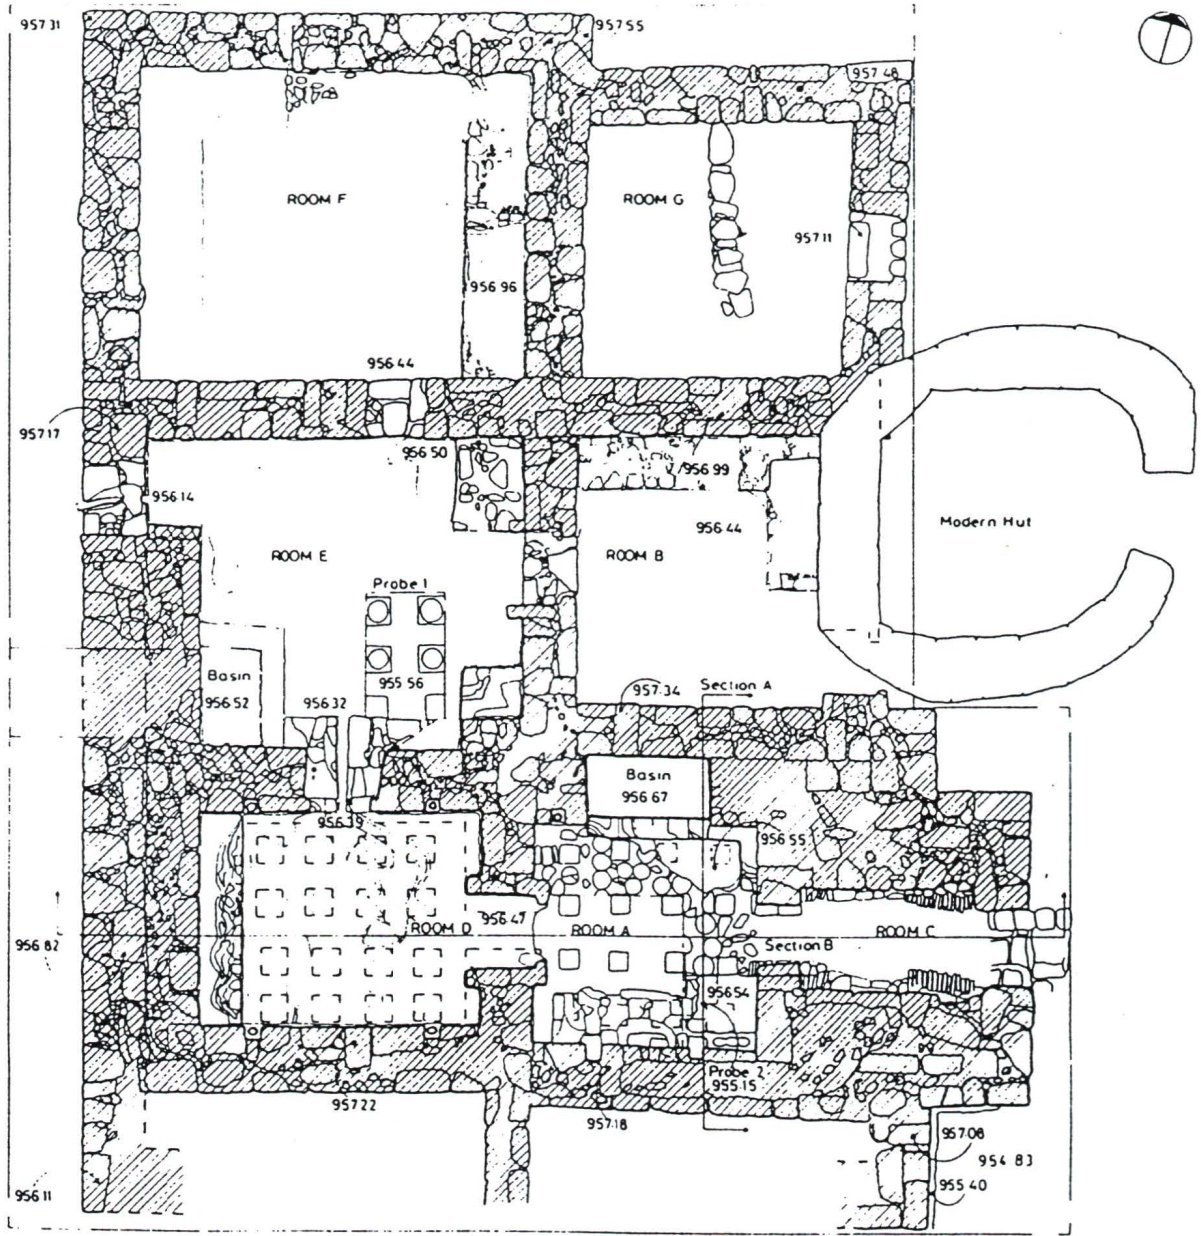 957 31
957 55
957 48
ROOM F
ROOM G
957 11
956 96
956 44
957 17
956 50
956 99
956 14
956 44
Modern Hut
ROOM E
ROOM B
Probe 1
Basin
956 52
955 56
956 32
957 34
Section A
Basin
956 67
956 39
956 55
956 47
956 82
ROOM D
ROOM A
Section B
ROOM C
956 54
Probe 2
955 15
957 22
957 18
957 08
954 83
955 40
956 11